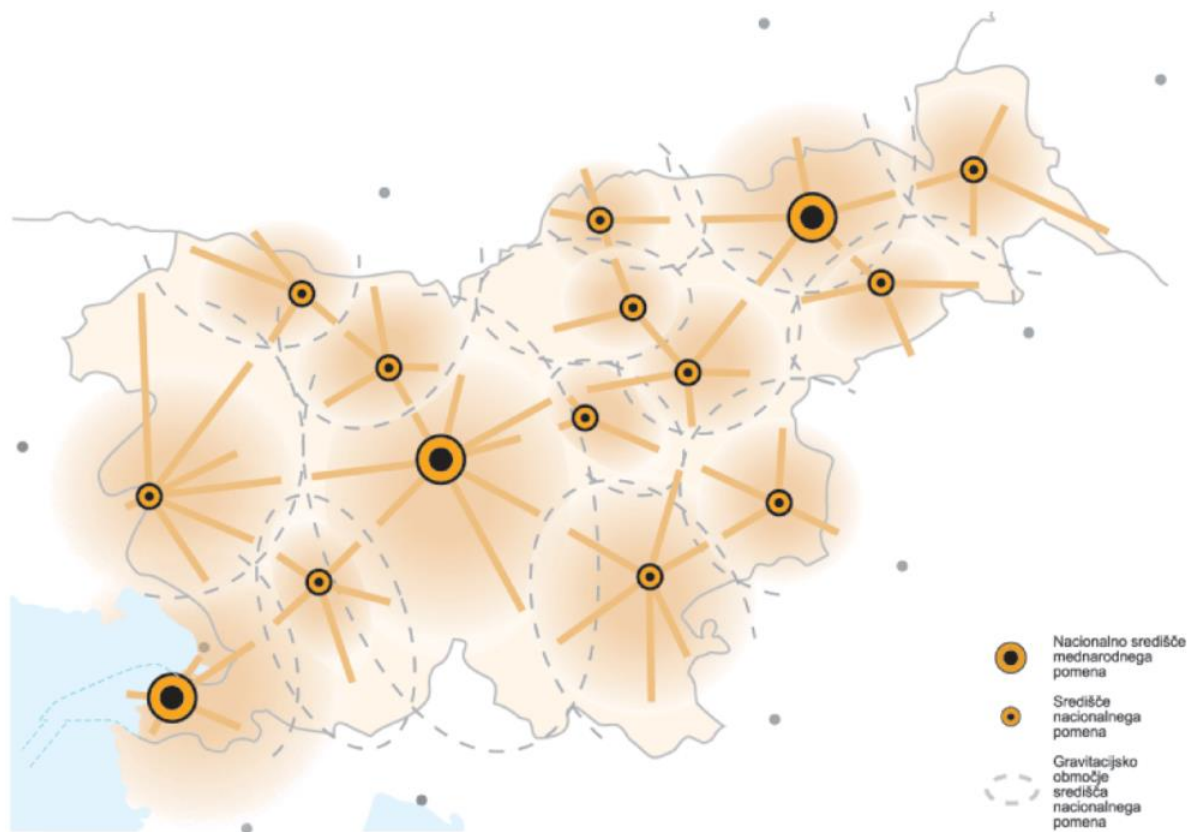 Nacionalno središče
mednarodnega
pomena
Središče
nacionalnega
pomena
Gravitacijsko
območje
središča
nacionalnega
pomena